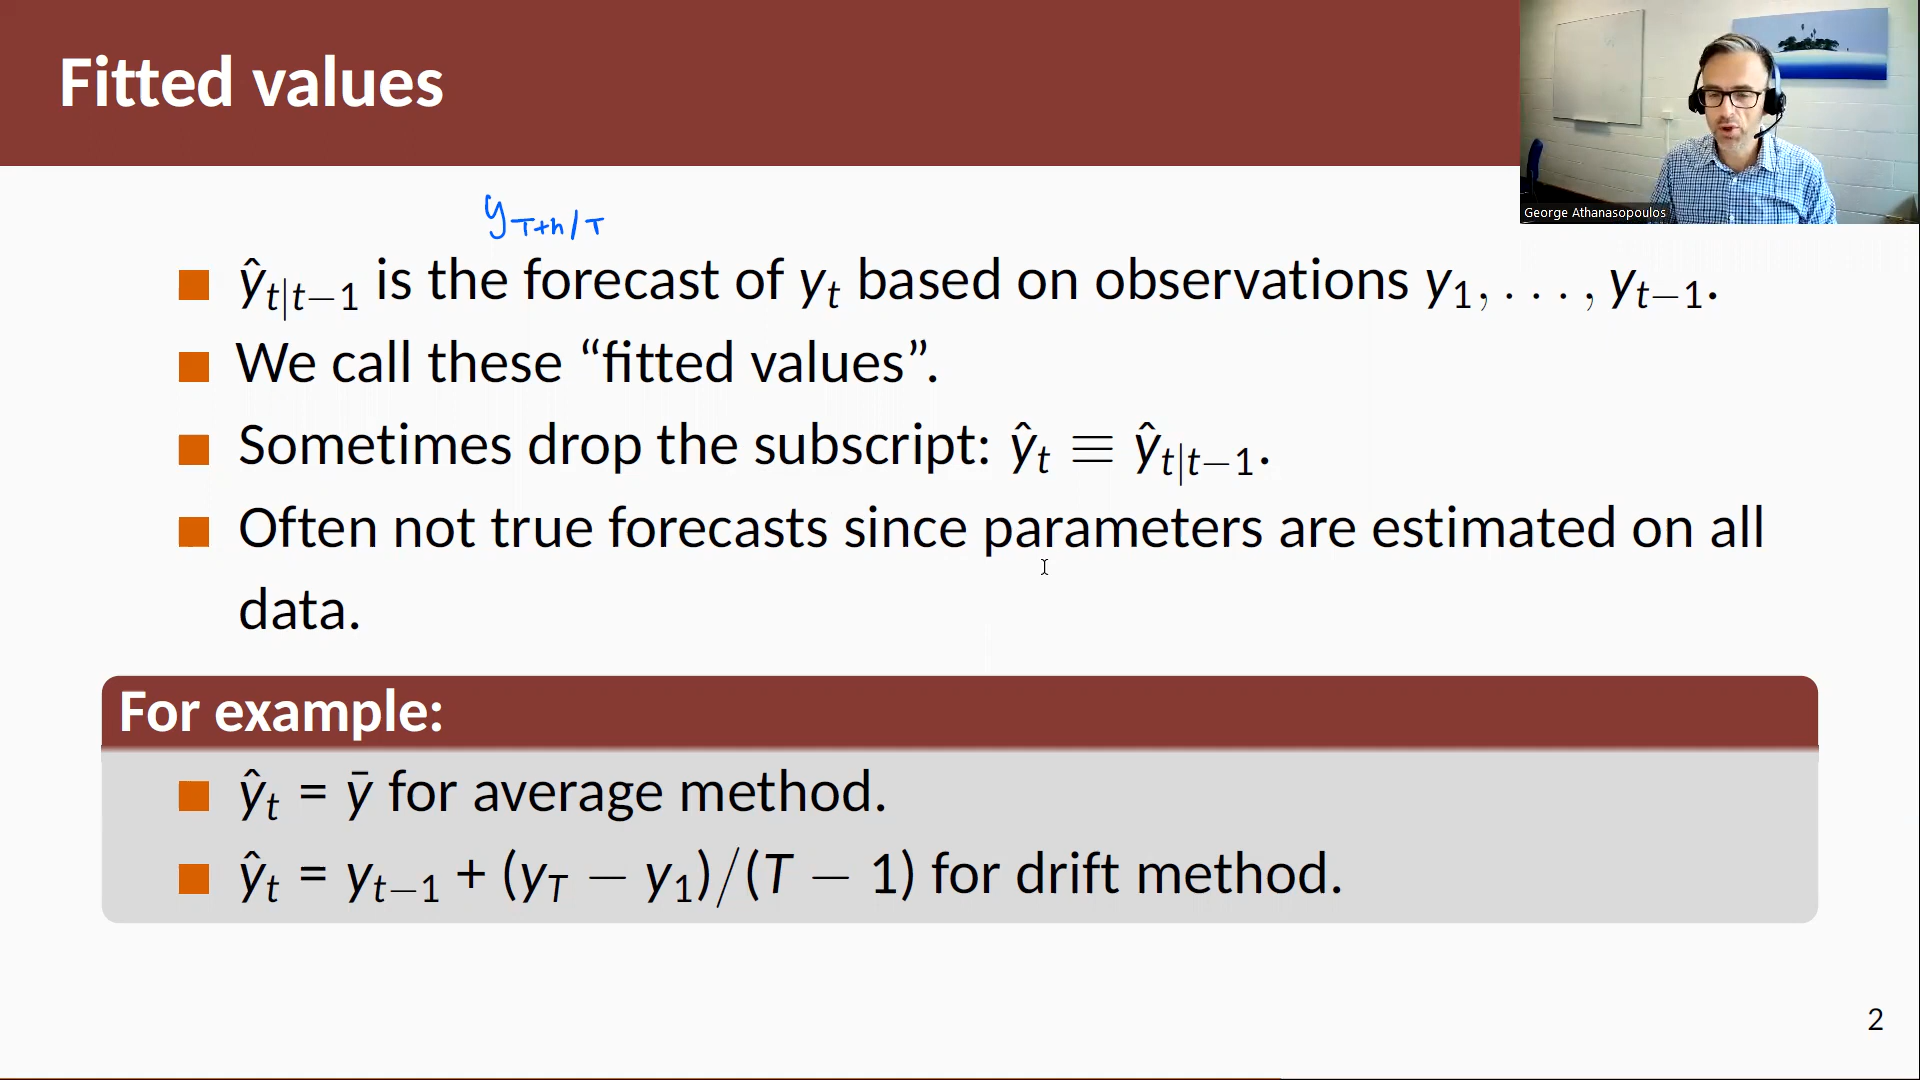 Fitted values
George Athanasopoulos
y_{T+h/T}
ŷ_{t|t−1} is the forecast of y_t based on observations y_1, . . . , y_{t−1}.
We call these “fitted values”.
Sometimes drop the subscript: ŷ_t ≡ ŷ_{t|t−1}.
Often not true forecasts since parameters are estimated on all
data.
For example:
ŷ_t = ȳ for average method.
ŷ_t = y_{t−1} + (y_T − y_1)/(T − 1) for drift method.
2